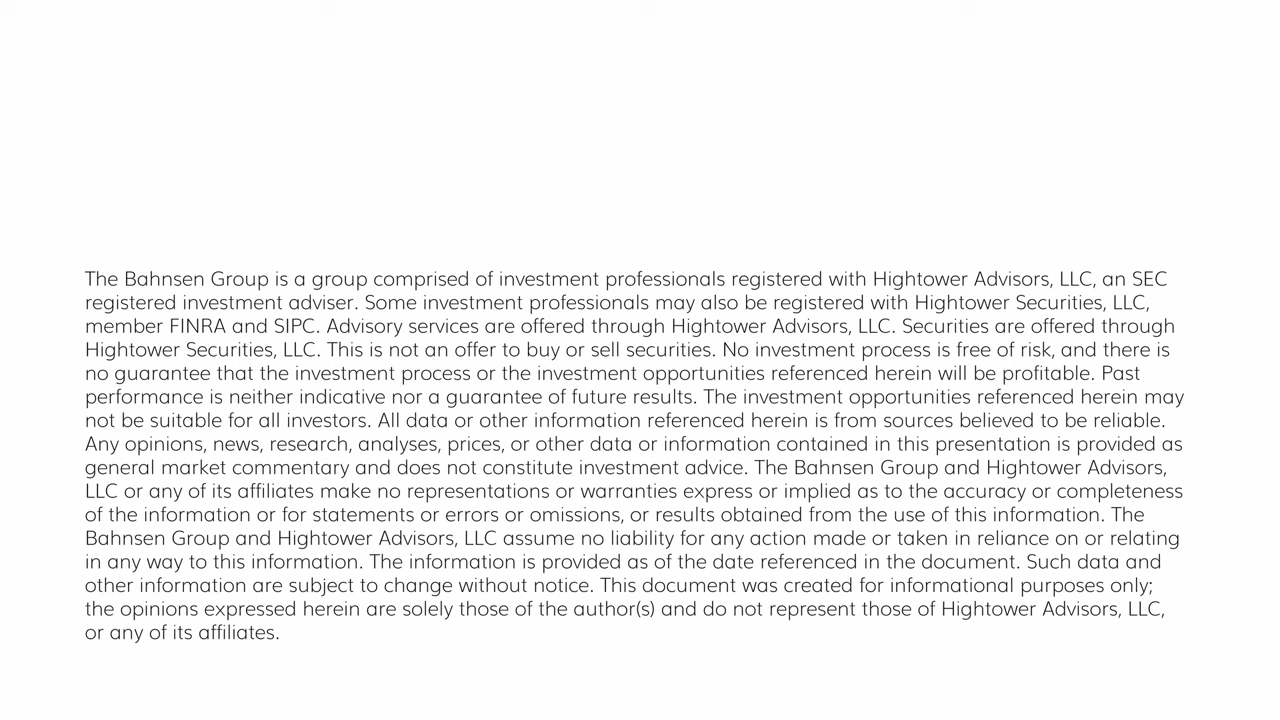 The Bahnsen Group is a group comprised of investment professionals registered with Hightower Advisors, LLC, an SEC
registered investment adviser. Some investment professionals may also be registered with Hightower Securities, LLC,
member FINRA and SIPC. Advisory services are offered through Hightower Advisors, LLC. Securities are offered through
Hightower Securities, LLC. This is not an offer to buy or sell securities. No investment process is free of risk, and there is
no guarantee that the investment process or the investment opportunities referenced herein will be profitable. Past
performance is neither indicative nor a guarantee of future results. The investment opportunities referenced herein may
not be suitable for all investors. All data or other information referenced herein is from sources believed to be reliable.
Any opinions, news, research, analyses, prices, or other data or information contained in this presentation is provided as
general market commentary and does not constitute investment advice. The Bahnsen Group and Hightower Advisors,
LLC or any of its affiliates make no representations or warranties express or implied as to the accuracy or completeness
of the information or for statements or errors or omissions, or results obtained from the use of this information. The
Bahnsen Group and Hightower Advisors, LLC assume no liability for any action made or taken in reliance on or relating
in any way to this information. The information is provided as of the date referenced in the document. Such data and
other information are subject to change without notice. This document was created for informational purposes only;
the opinions expressed herein are solely those of the author(s) and do not represent those of Hightower Advisors, LLC,
or any of its affiliates.